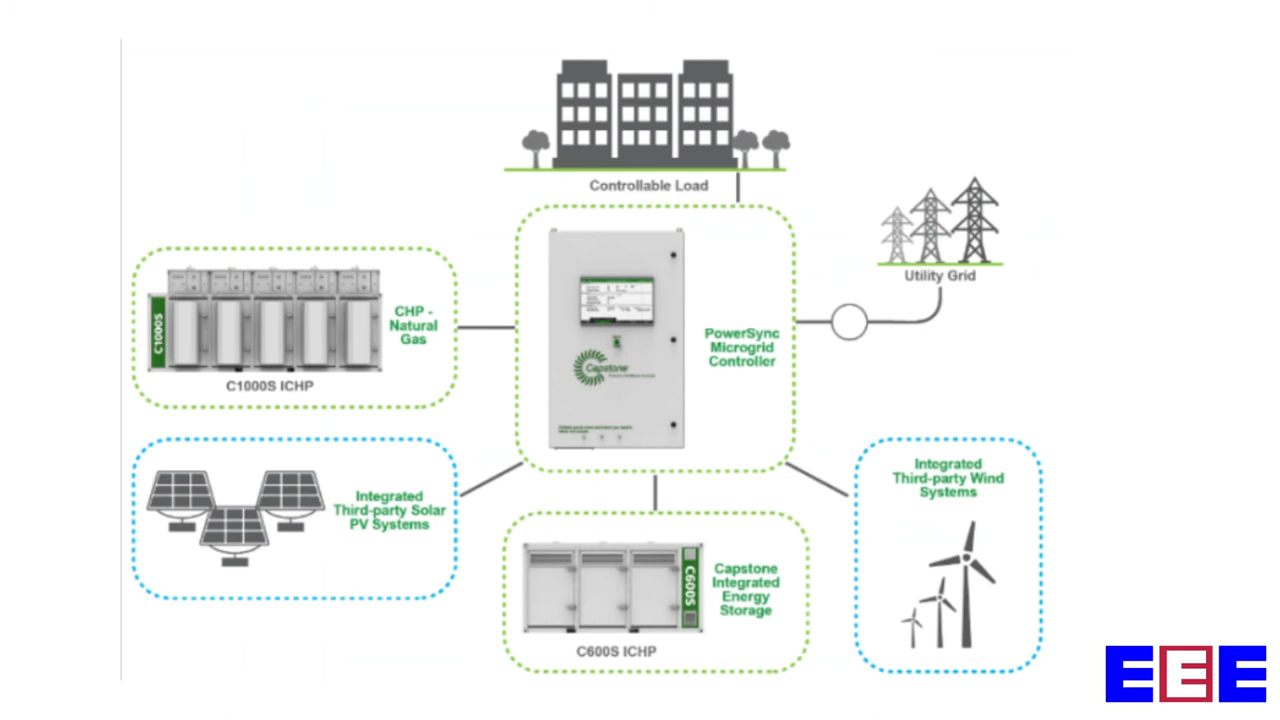 Controllable Load
Utility Grid
C1000S
CHP -
Natural
Gas
C1000S ICHP
Capstone
PowerSync
Microgrid
Controller
Integrated
Third-party Solar
PV Systems
C600S
Capstone
Integrated
Energy
Storage
C600S ICHP
Integrated
Third-party Wind
Systems
EEE